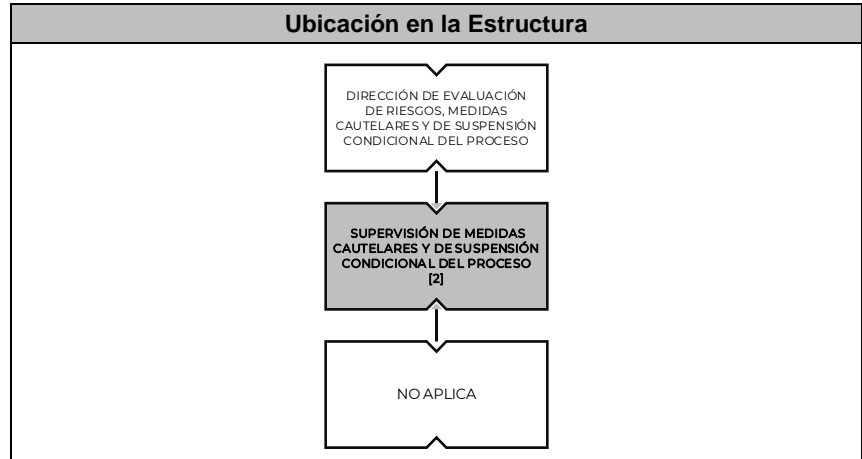 Ubicación en la Estructura
DIRECCIÓN DE EVALUACIÓN
DE RIESGOS, MEDIDAS
CAUTELARES Y DE SUSPENSIÓN
CONDICIONAL DEL PROCESO
SUPERVISIÓN DE MEDIDAS
CAUTELARES Y DE SUSPENSIÓN
CONDICIONAL DEL PROCESO
[2]
NO APLICA